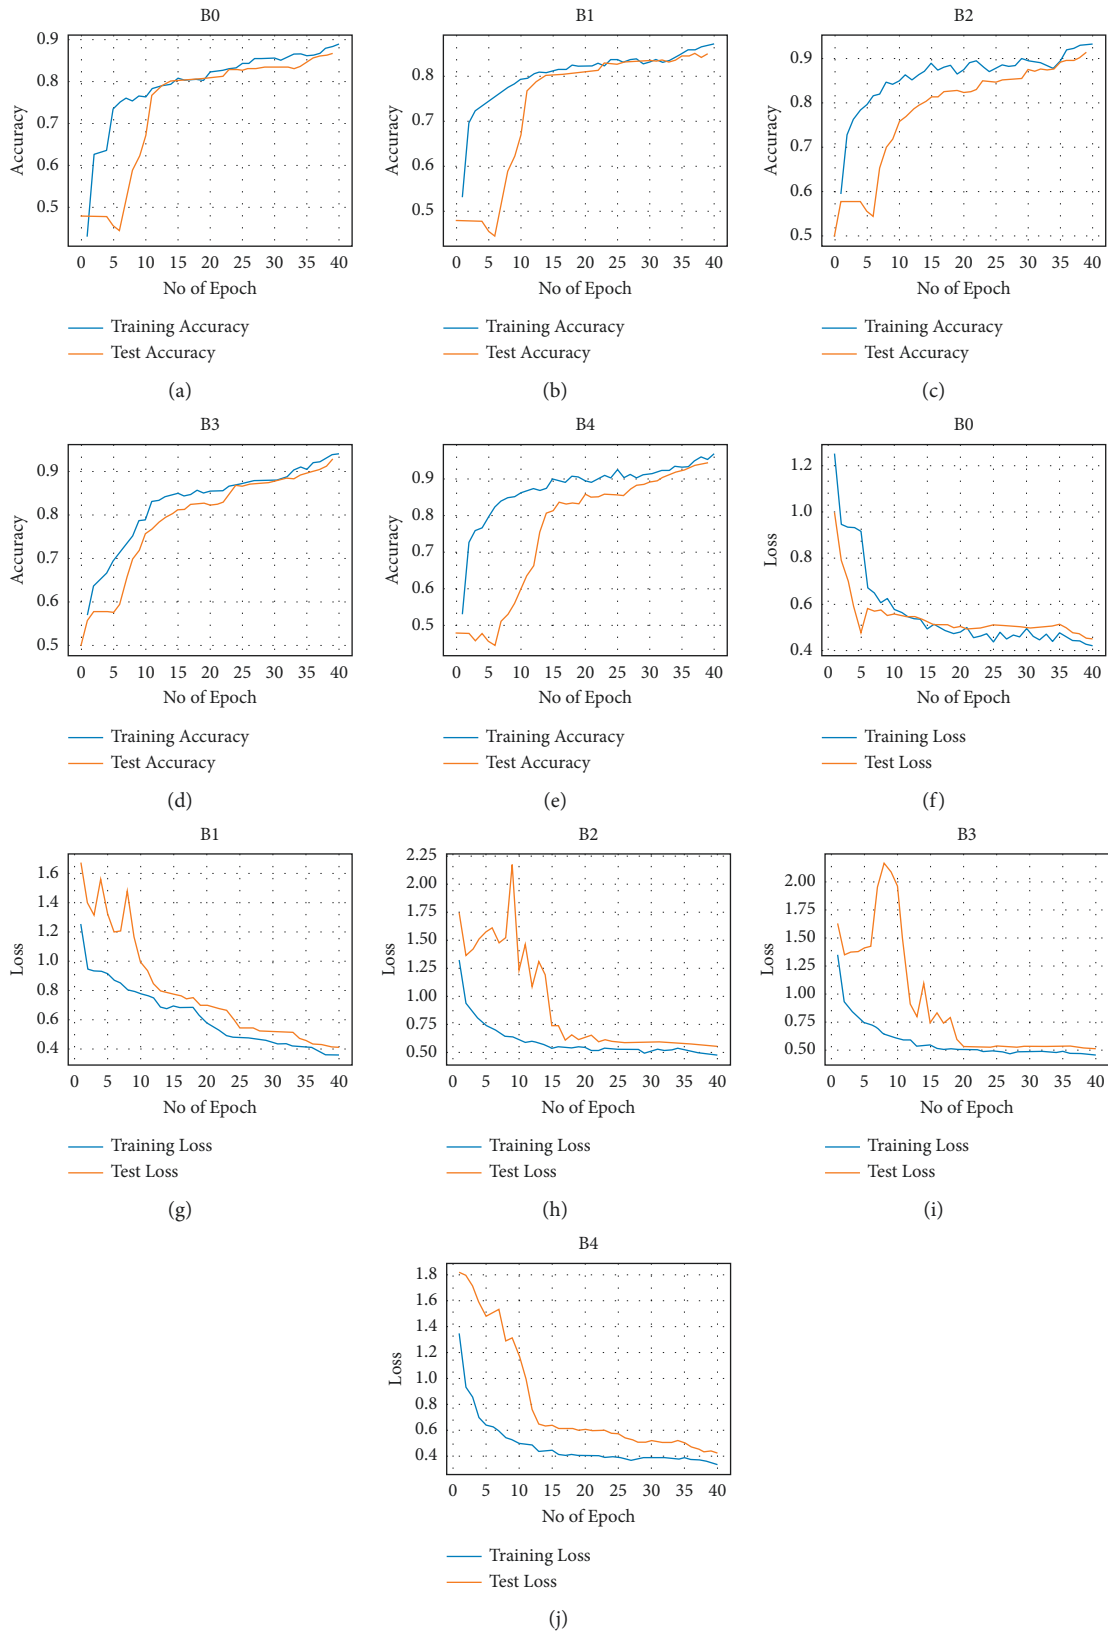 B0
0.9
0.8
0.7
0.6
0.5
Accuracy
0 5 10 15 20 25 30 35 40
No of Epoch
Training Accuracy
Test Accuracy
(a)
B1
0.8
0.7
0.6
0.5
Accuracy
0 5 10 15 20 25 30 35 40
No of Epoch
Training Accuracy
Test Accuracy
(b)
B2
0.9
0.8
0.7
0.6
0.5
Accuracy
0 5 10 15 20 25 30 35 40
No of Epoch
Training Accuracy
Test Accuracy
(c)
B3
0.9
0.8
0.7
0.6
0.5
Accuracy
0 5 10 15 20 25 30 35 40
No of Epoch
Training Accuracy
Test Accuracy
(d)
B4
0.9
0.8
0.7
0.6
0.5
Accuracy
0 5 10 15 20 25 30 35 40
No of Epoch
Training Accuracy
Test Accuracy
(e)
B0
1.2
1.0
0.8
0.6
0.4
Loss
0 5 10 15 20 25 30 35 40
No of Epoch
Training Loss
Test Loss
(f)
B1
1.6
1.4
1.2
1.0
0.8
0.6
0.4
Loss
0 5 10 15 20 25 30 35 40
No of Epoch
Training Loss
Test Loss
(g)
B2
2.25
2.00
1.75
1.50
1.25
1.00
0.75
0.50
Loss
0 5 10 15 20 25 30 35 40
No of Epoch
Training Loss
Test Loss
(h)
B3
2.00
1.75
1.50
1.25
1.00
0.75
0.50
Loss
0 5 10 15 20 25 30 35 40
No of Epoch
Training Loss
Test Loss
(i)
B4
1.8
1.6
1.4
1.2
1.0
0.8
0.6
0.4
Loss
0 5 10 15 20 25 30 35 40
No of Epoch
Training Loss
Test Loss
(j)